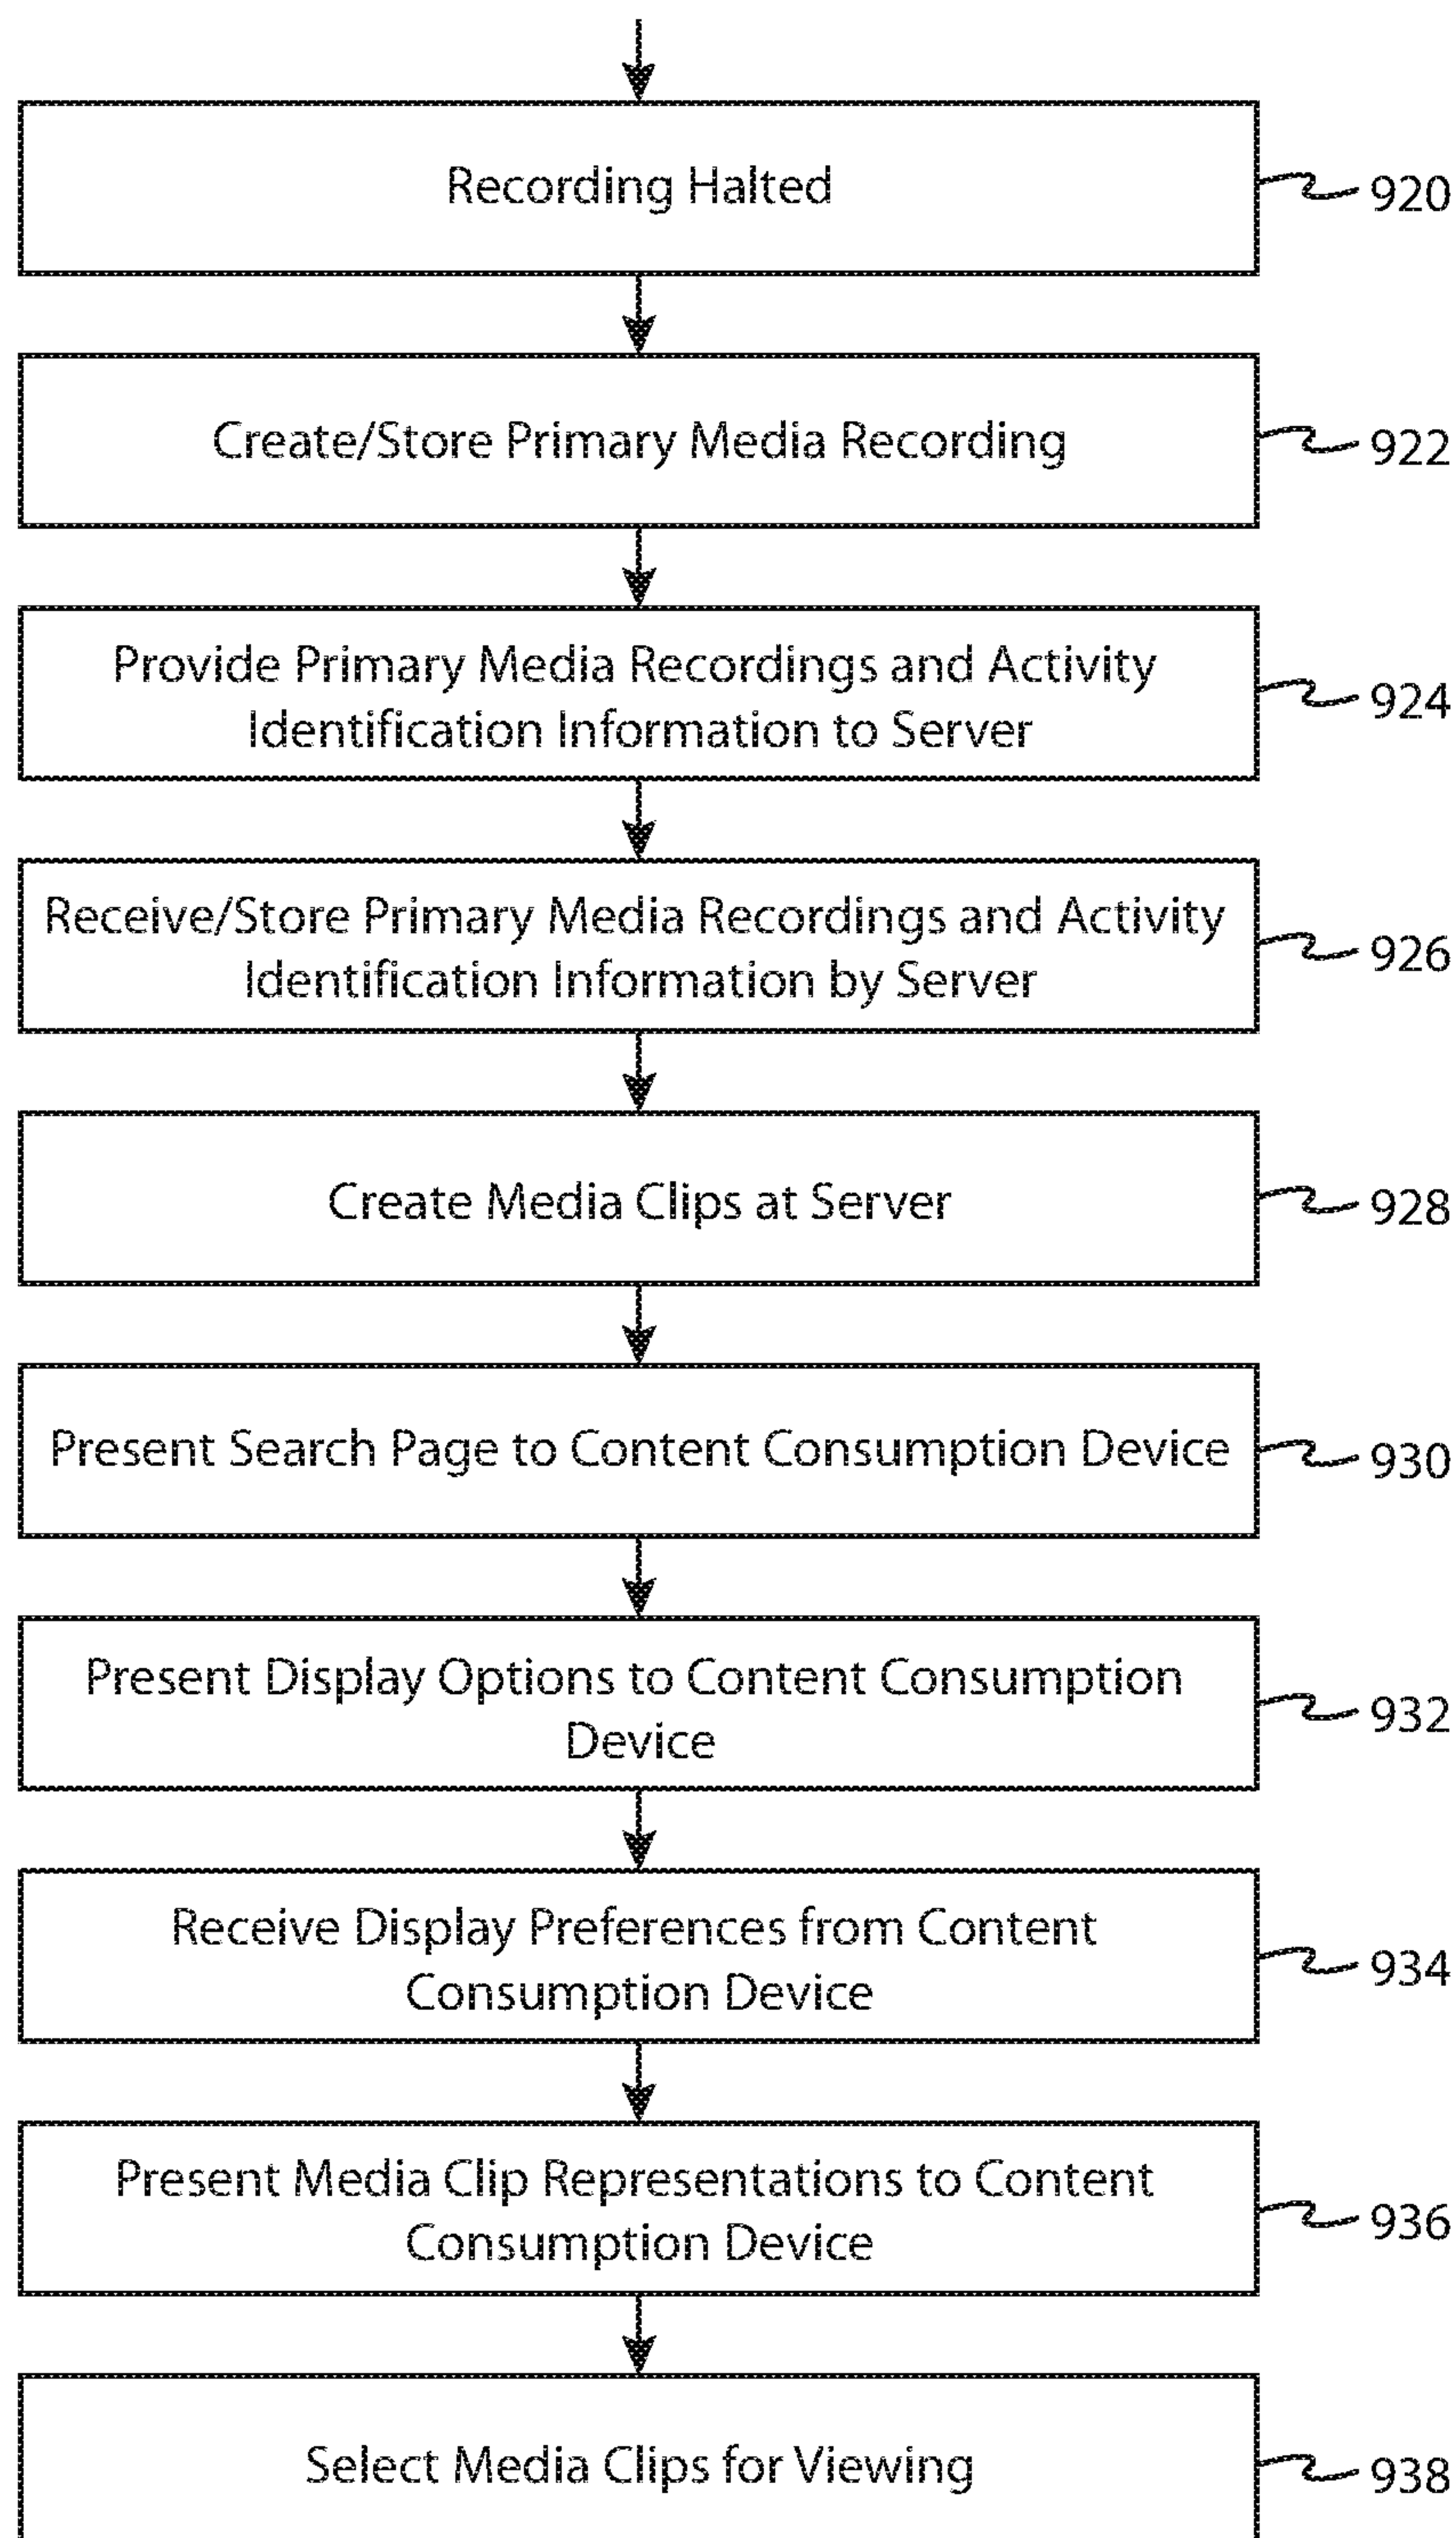 Recording Halted
920
Create/Store Primary Media Recording
922
Provide Primary Media Recordings and Activity
Identification Information to Server
924
Receive/Store Primary Media Recordings and Activity
Identification Information by Server
926
Create Media Clips at Server
928
Present Search Page to Content Consumption Device
930
Present Display Options to Content Consumption
Device
932
Receive Display Preferences from Content
Consumption Device
934
Present Media Clip Representations to Content
Consumption Device
936
Select Media Clips for Viewing
938